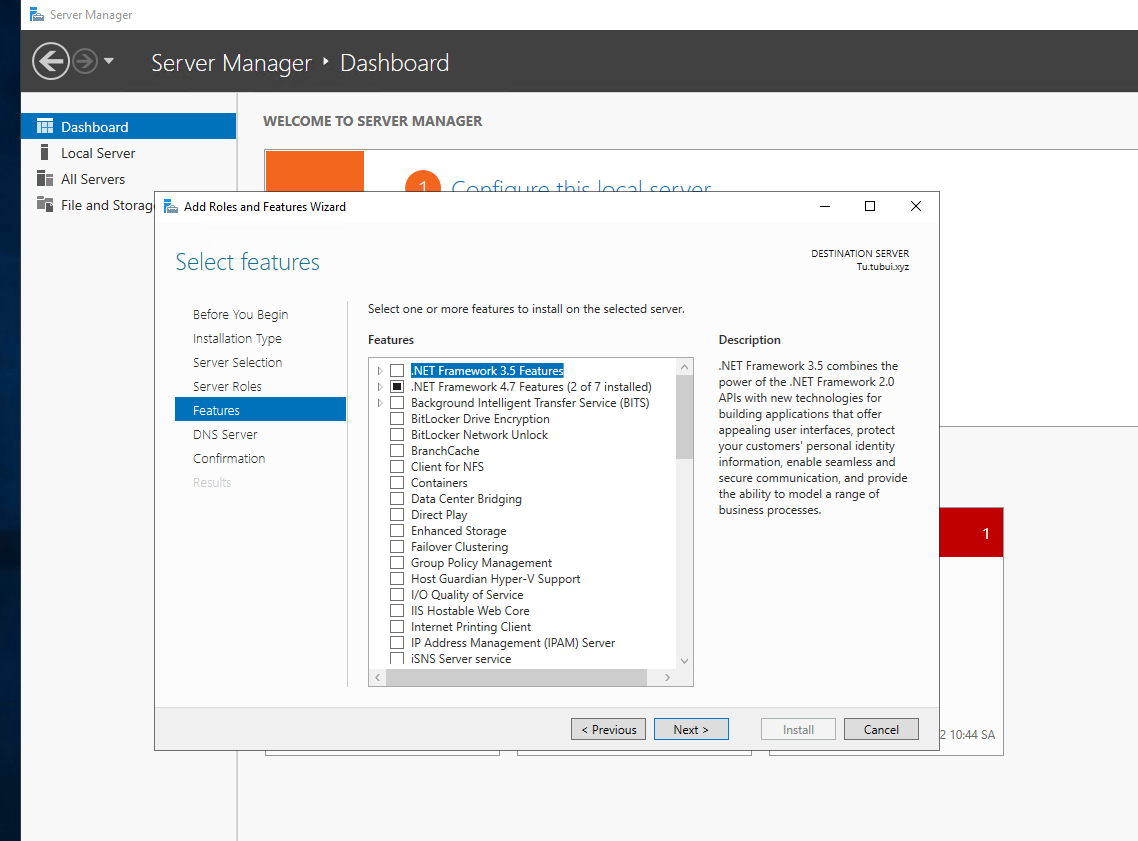 Server Manager
Server Manager ‣ Dashboard
Dashboard
Local Server
All Servers
File and Storag
WELCOME TO SERVER MANAGER
1 Configure this local server
Add Roles and Features Wizard
Select features
DESTINATION SERVER
Tu.tubui.xyz
Before You Begin
Installation Type
Server Selection
Server Roles
Features
DNS Server
Confirmation
Results
Select one or more features to install on the selected server.
Features
.NET Framework 3.5 Features
.NET Framework 4.7 Features (2 of 7 installed)
Background Intelligent Transfer Service (BITS)
BitLocker Drive Encryption
BitLocker Network Unlock
BranchCache
Client for NFS
Containers
Data Center Bridging
Direct Play
Enhanced Storage
Failover Clustering
Group Policy Management
Host Guardian Hyper-V Support
I/O Quality of Service
IIS Hostable Web Core
Internet Printing Client
IP Address Management (IPAM) Server
iSNS Server service
Description
.NET Framework 3.5 combines the
power of the .NET Framework 2.0
APIs with new technologies for
building applications that offer
appealing user interfaces, protect
your customers' personal identity
information, enable seamless and
secure communication, and provide
the ability to model a range of
business processes.
1
2 10:44 SA
< Previous
Next >
Install
Cancel